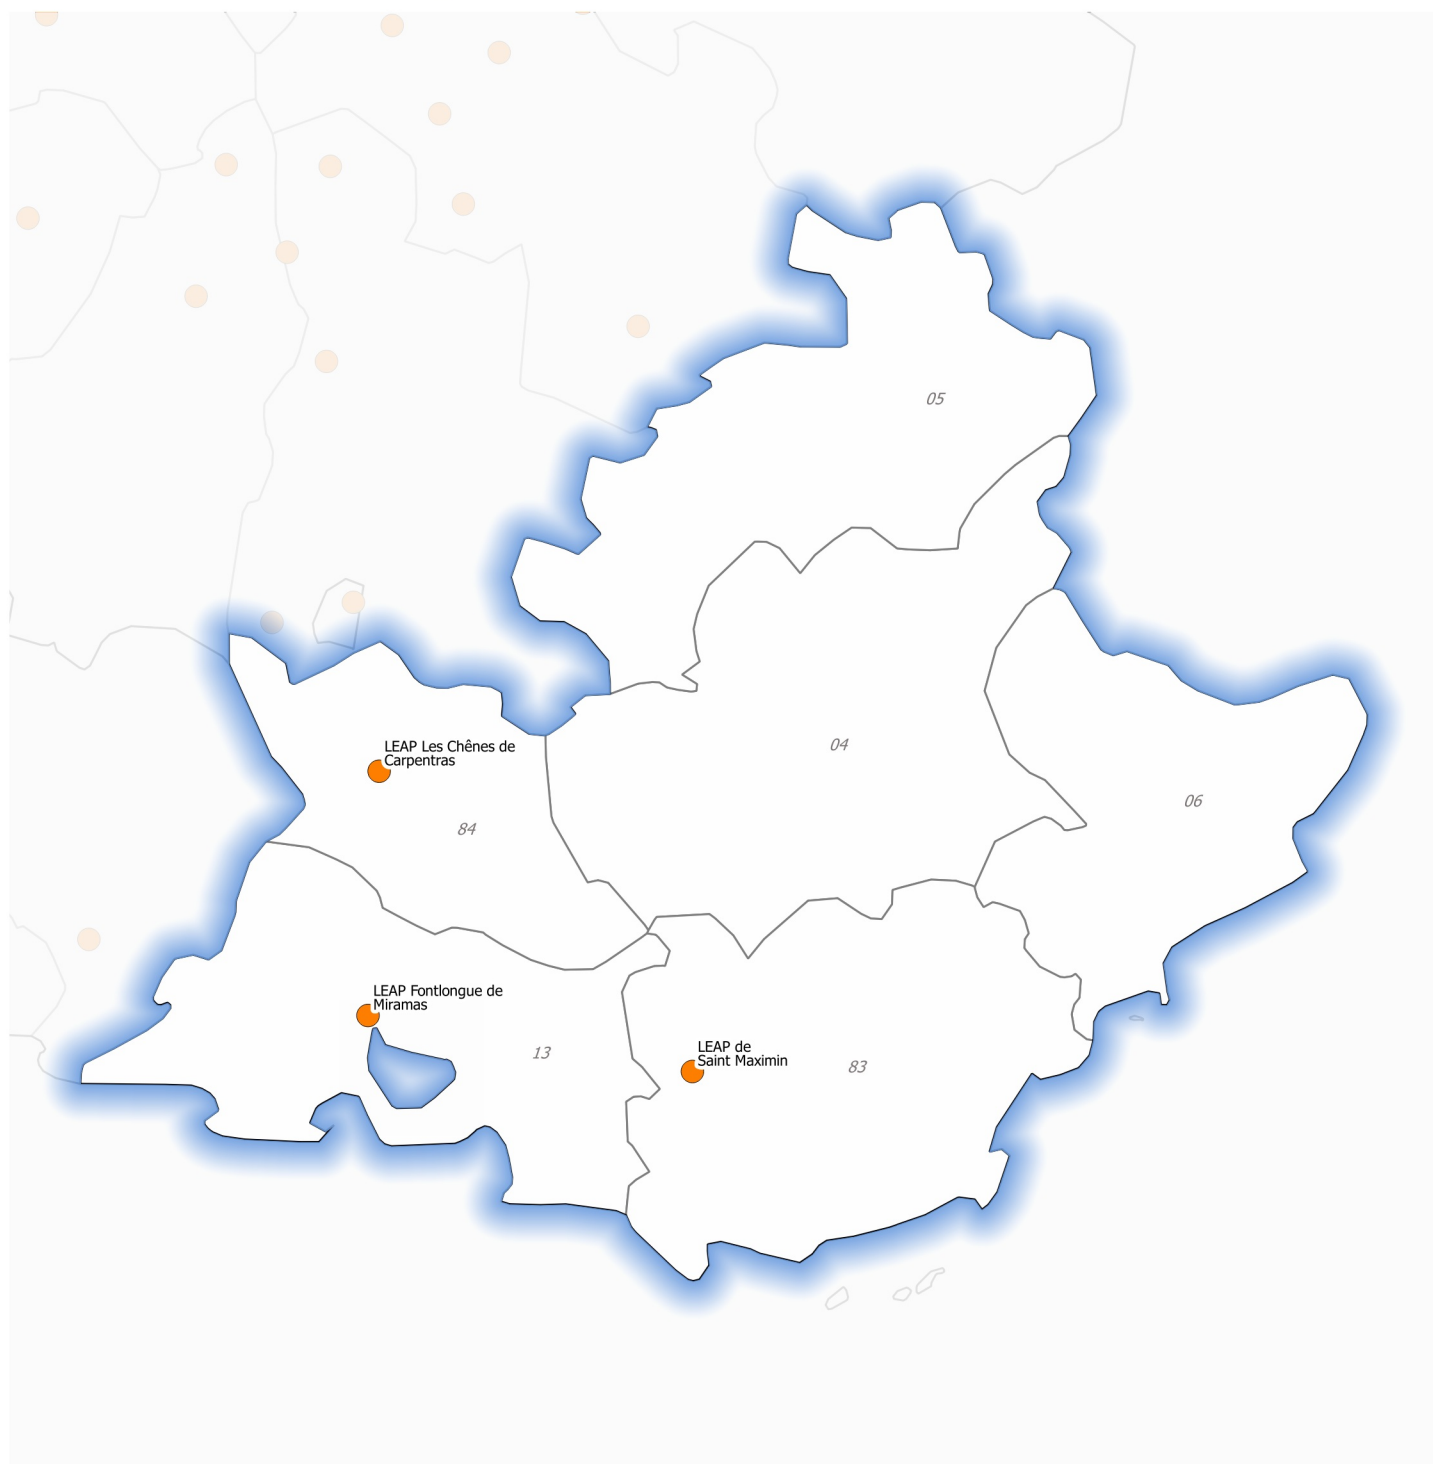 05
04
LEAP Les Chênes de
Carpentras
06
84
LEAP Fontlongue de
Miramas
13
LEAP de
Saint Maximin
83